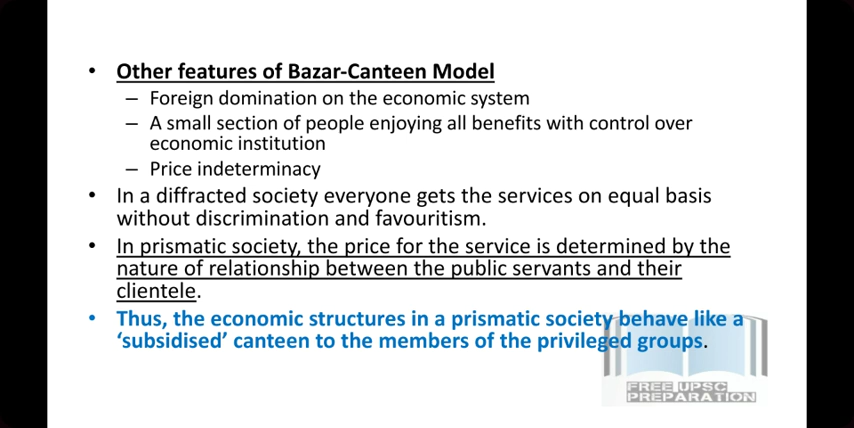 • Other features of Bazar-Canteen Model
– Foreign domination on the economic system
– A small section of people enjoying all benefits with control over
economic institution
– Price indeterminacy
• In a diffracted society everyone gets the services on equal basis
without discrimination and favouritism.
• In prismatic society, the price for the service is determined by the
nature of relationship between the public servants and their
clientele.
• Thus, the economic structures in a prismatic society behave like a
‘subsidised’ canteen to the members of the privileged groups.
FREE UPSC
PREPARATION